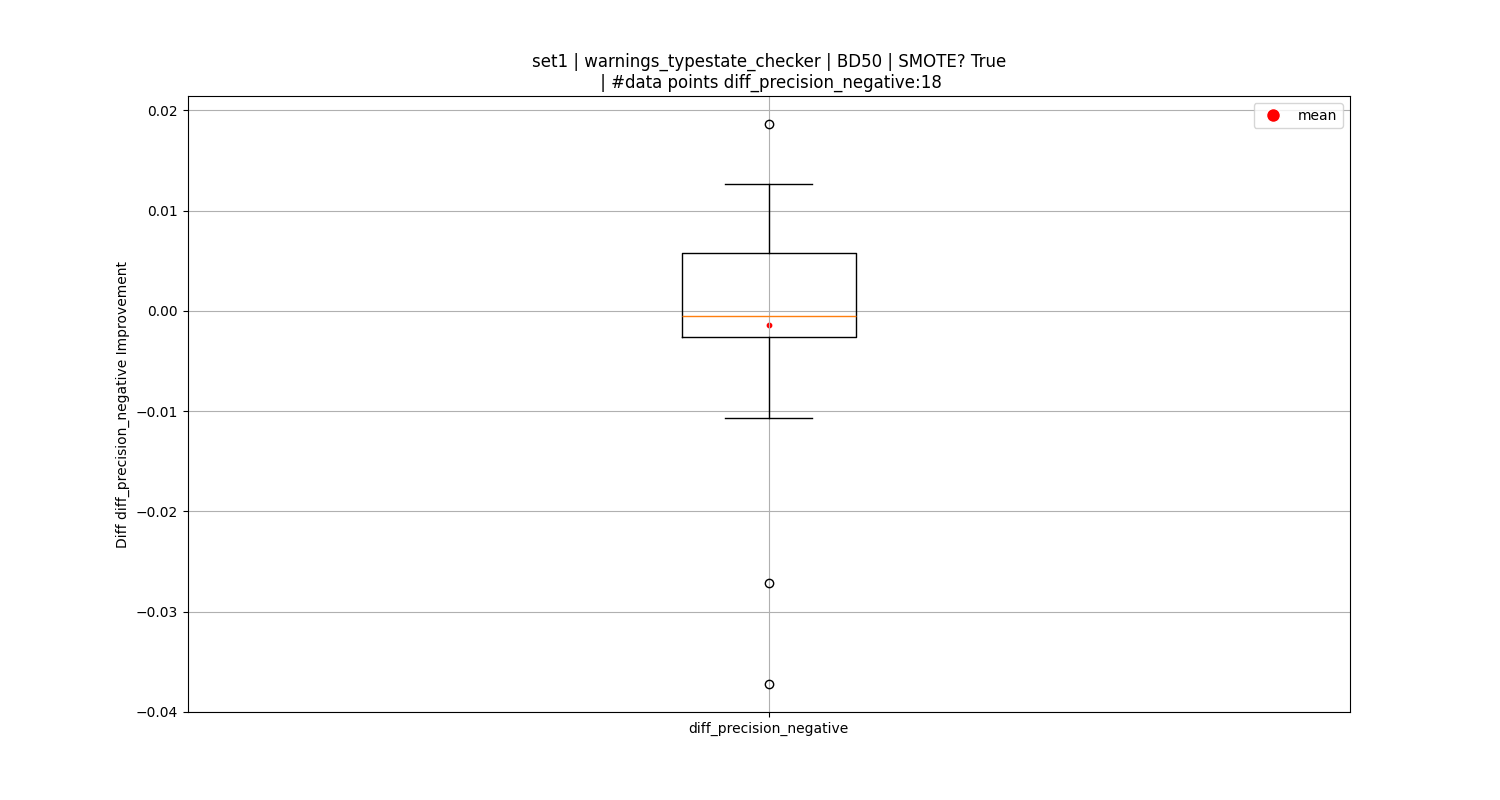 set1 | warnings_typestate_checker | BD50 | SMOTE? True
| #data points diff_precision_negative:18
mean
0.02
0.01
0.00
−0.01
−0.02
−0.03
−0.04
Diff diff_precision_negative Improvement
diff_precision_negative